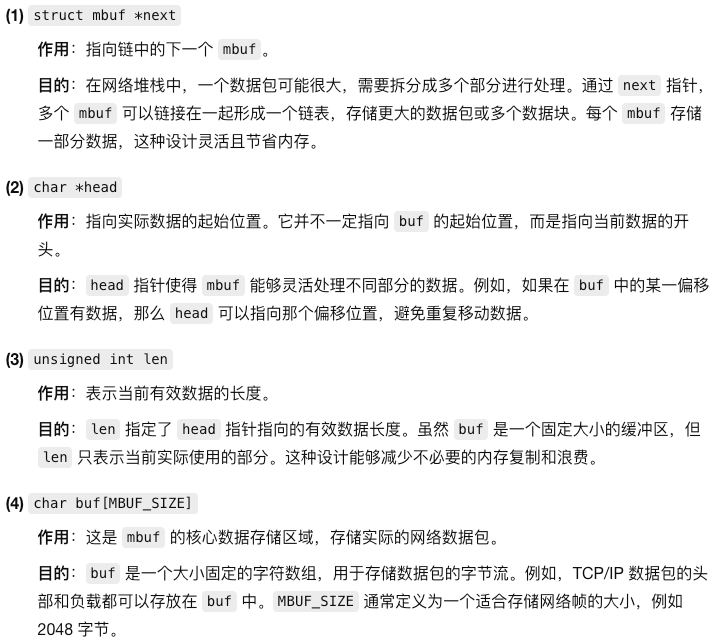 (1) struct mbuf *next
作用：指向链中的下一个 mbuf。
目的：在网络堆栈中，一个数据包可能很大，需要拆分成多个部分进行处理。通过 next 指针，
多个 mbuf 可以链接在一起形成一个链表，存储更大的数据包或多个数据块。每个 mbuf 存储
一部分数据，这种设计灵活且节省内存。
(2) char *head
作用：指向实际数据的起始位置。它并不一定指向 buf 的起始位置，而是指向当前数据的开
头。
目的：head 指针使得 mbuf 能够灵活处理不同部分的数据。例如，如果在 buf 中的某一偏移
位置有数据，那么 head 可以指向那个偏移位置，避免重复移动数据。
(3) unsigned int len
作用：表示当前有效数据的长度。
目的：len 指定了 head 指针指向的有效数据长度。虽然 buf 是一个固定大小的缓冲区，但
len 只表示当前实际使用的部分。这种设计能够减少不必要的内存复制和浪费。
(4) char buf[MBUF_SIZE]
作用：这是 mbuf 的核心数据存储区域，存储实际的网络数据包。
目的：buf 是一个大小固定的字符数组，用于存储数据包的字节流。例如，TCP/IP 数据包的头
部和负载都可以存放在 buf 中。MBUF_SIZE 通常定义为一个适合存储网络帧的大小，例如
2048 字节。